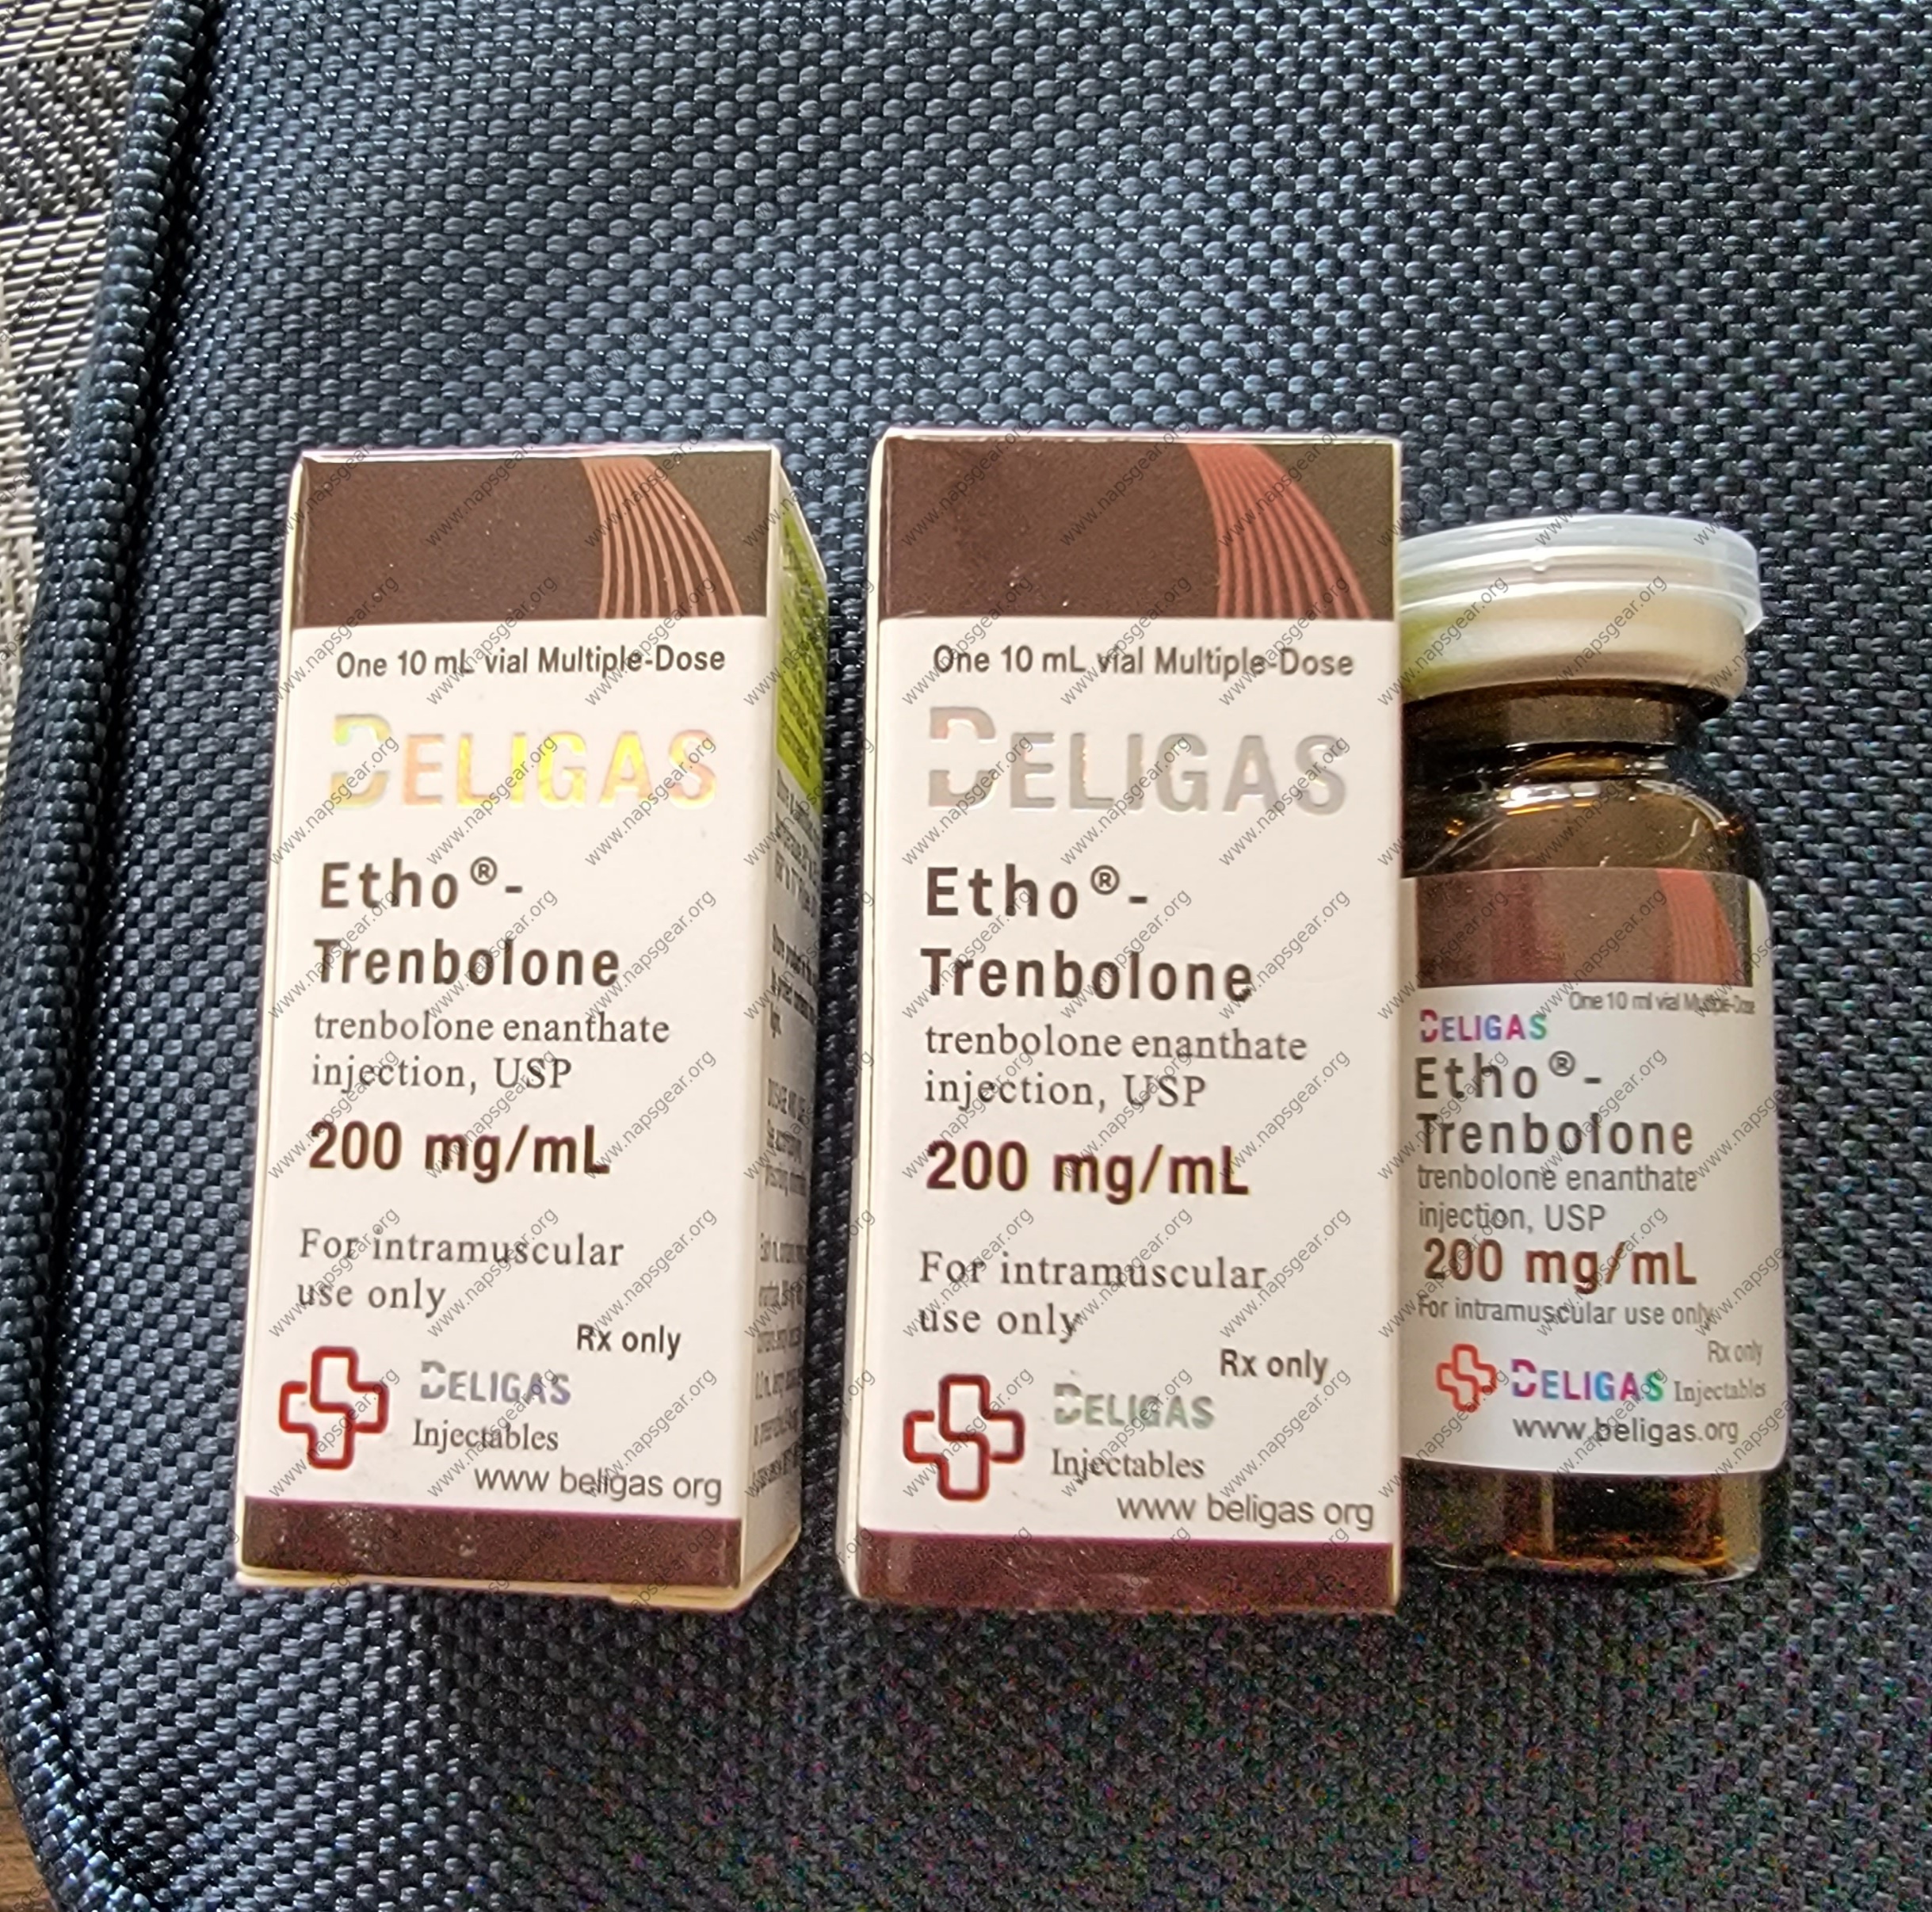 One 10 mL vial Multiple-Dose
BELIGAS
Etho®-
Trenbolone
trenbolone enanthate
injection, USP
200 mg/mL
For intramuscular
use only
Rx only
BELIGAS
Injectables
www beligas org
One 10 mL vial Multiple-Dose
BELIGAS
Etho®-
Trenbolone
trenbolone enanthate
injection, USP
200 mg/mL
For intramuscular
use only
Rx only
BELIGAS
Injectables
www beligas org
One 10 ml vial Multiple-Dose
BELIGAS
Etho®-
Trenbolone
trenbolone enanthate
injection, USP
200 mg/mL
For intramuscular use only
Rx only
BELIGAS Injectables
www.beligas.org
www.napsgear.org